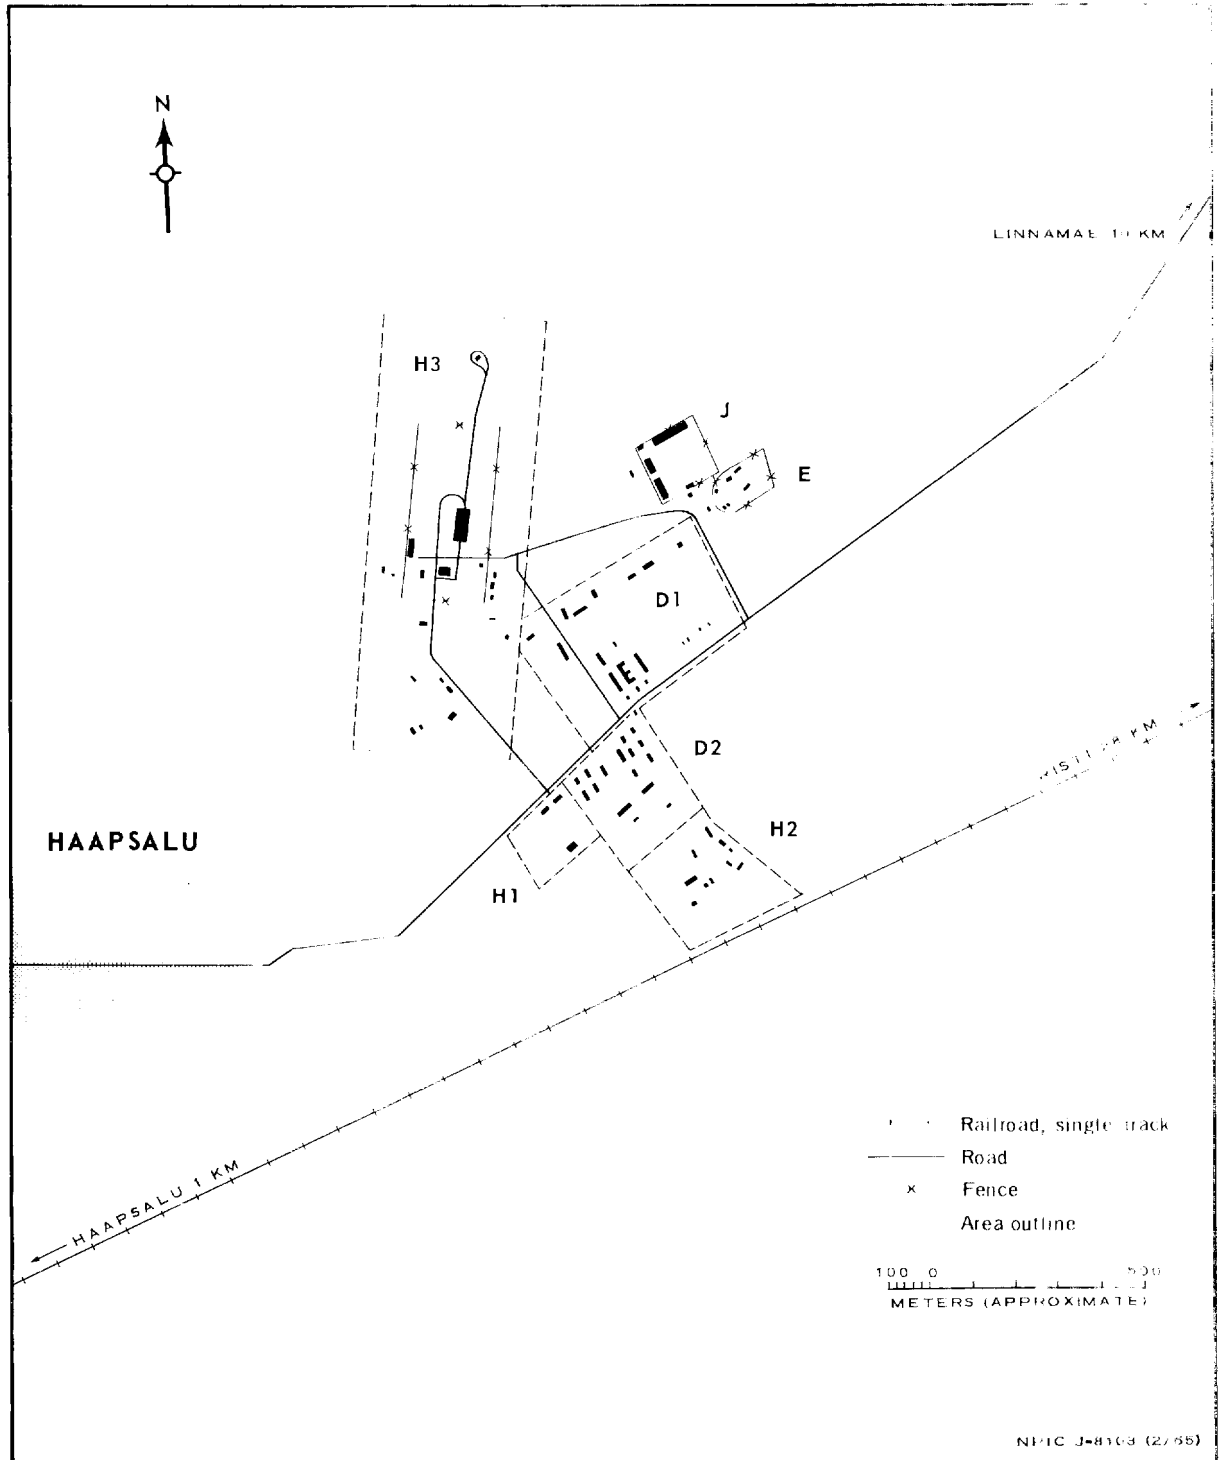 N
LINNAMAE 10 KM
H3
J
E
D1
D2
KM
HAAPSALU
H2
H1
HAAPSALU 1 KM
Railroad, single track
Road
Fence
Area outline
100 0 500
METERS (APPROXIMATE)
NPIC (2/65)